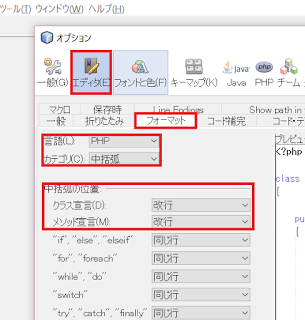 ツール(T) ウィンドウ(W) ヘルプ(H)
オプション
一般(G) エディタ(E) フォントと色(F) キーマップ(K) Java PHP チーム
マクロ 保存時 Line Endings Show path in
一般 折りたたみ フォーマット コード補完 コード・テ
言語(L): PHP プレビュー
カテゴリ(C): 中括弧 <?php
中括弧の位置: class
クラス宣言(D): 改行 {
メソッド宣言(M): 改行 pu
"if", "else", "elseif" 同じ行 {
"for", "foreach" 同じ行
"while", "do" 同じ行
"switch" 同じ行
"try", "catch", "finally" 同じ行 }